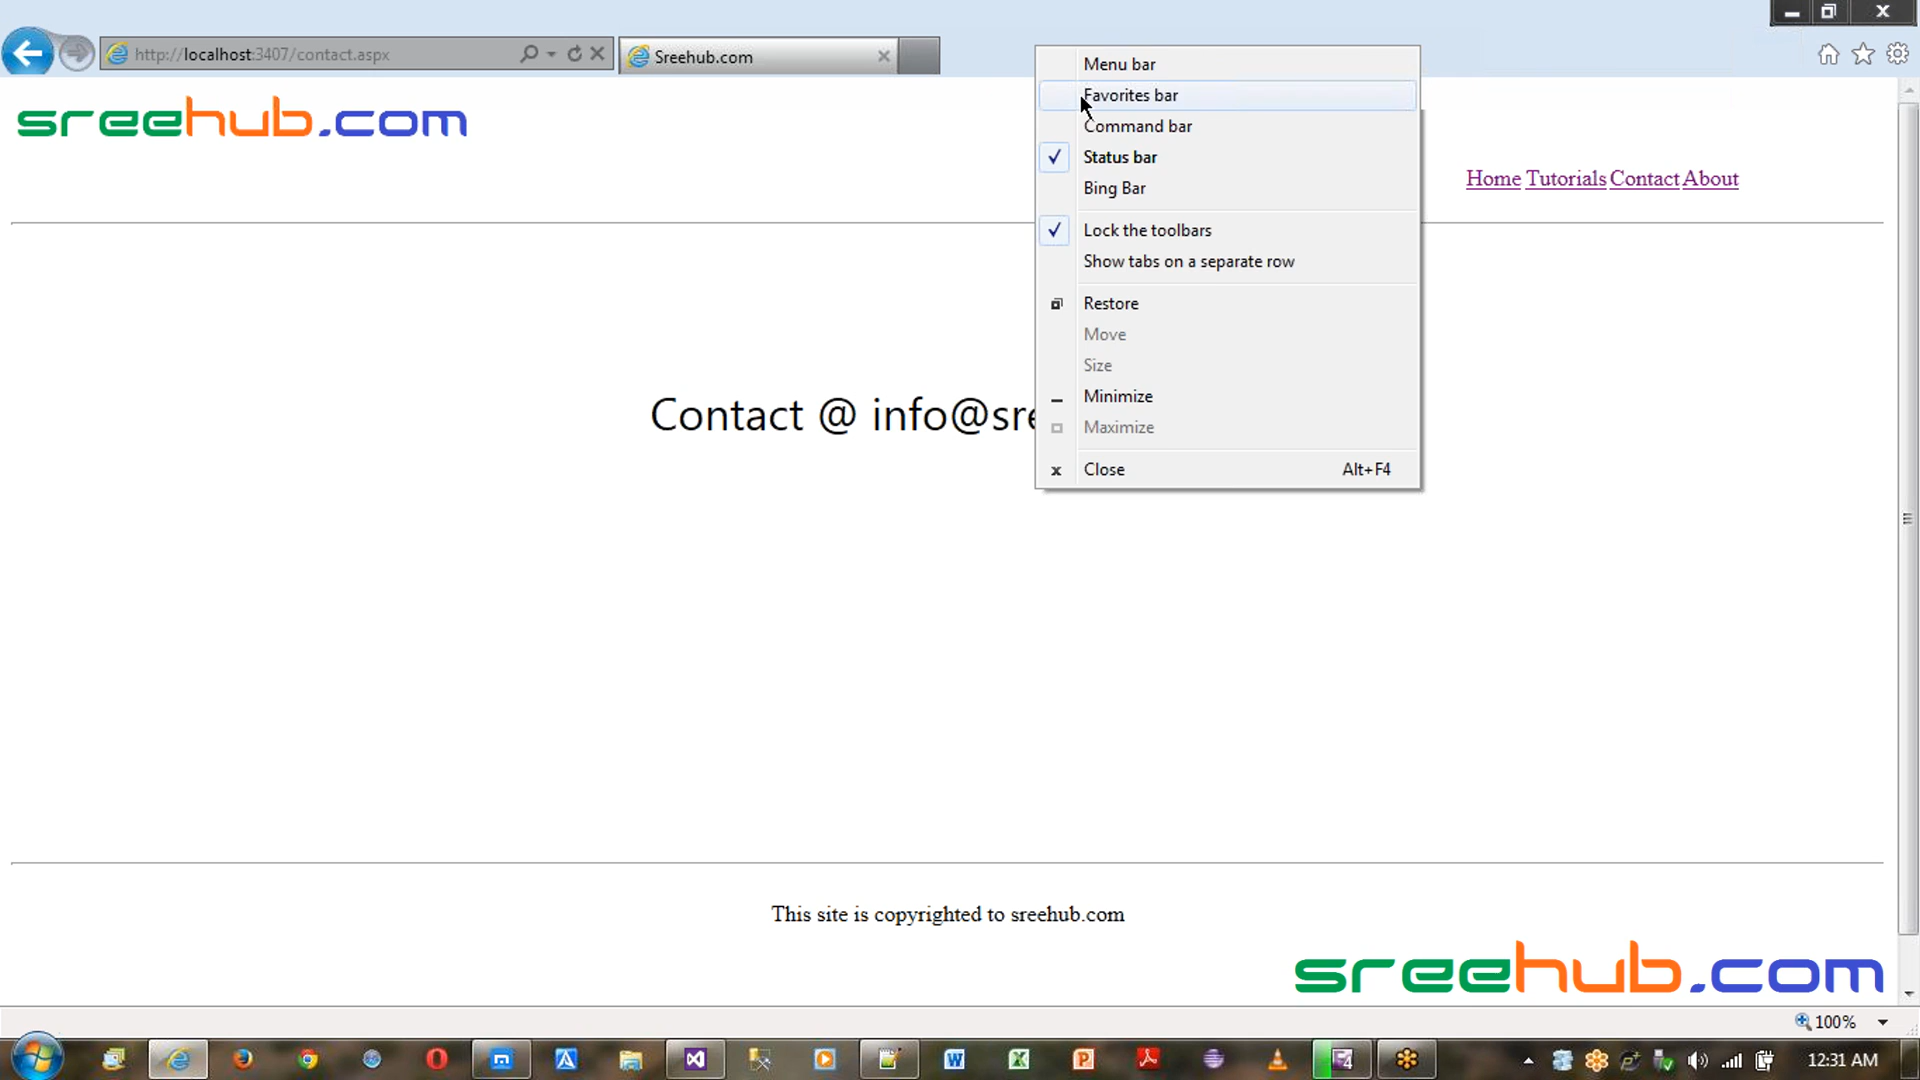 http://localhost:3407/contact.aspx
Sreehub.com
sreehub.com
Home Tutorials Contact About
Menu bar
Favorites bar
Command bar
Status bar
Bing Bar
Lock the toolbars
Show tabs on a separate row
Restore
Move
Size
Minimize
Maximize
Close Alt+F4
Contact @ info@sre
This site is copyrighted to sreehub.com
sreehub.com
100%
12:31 AM